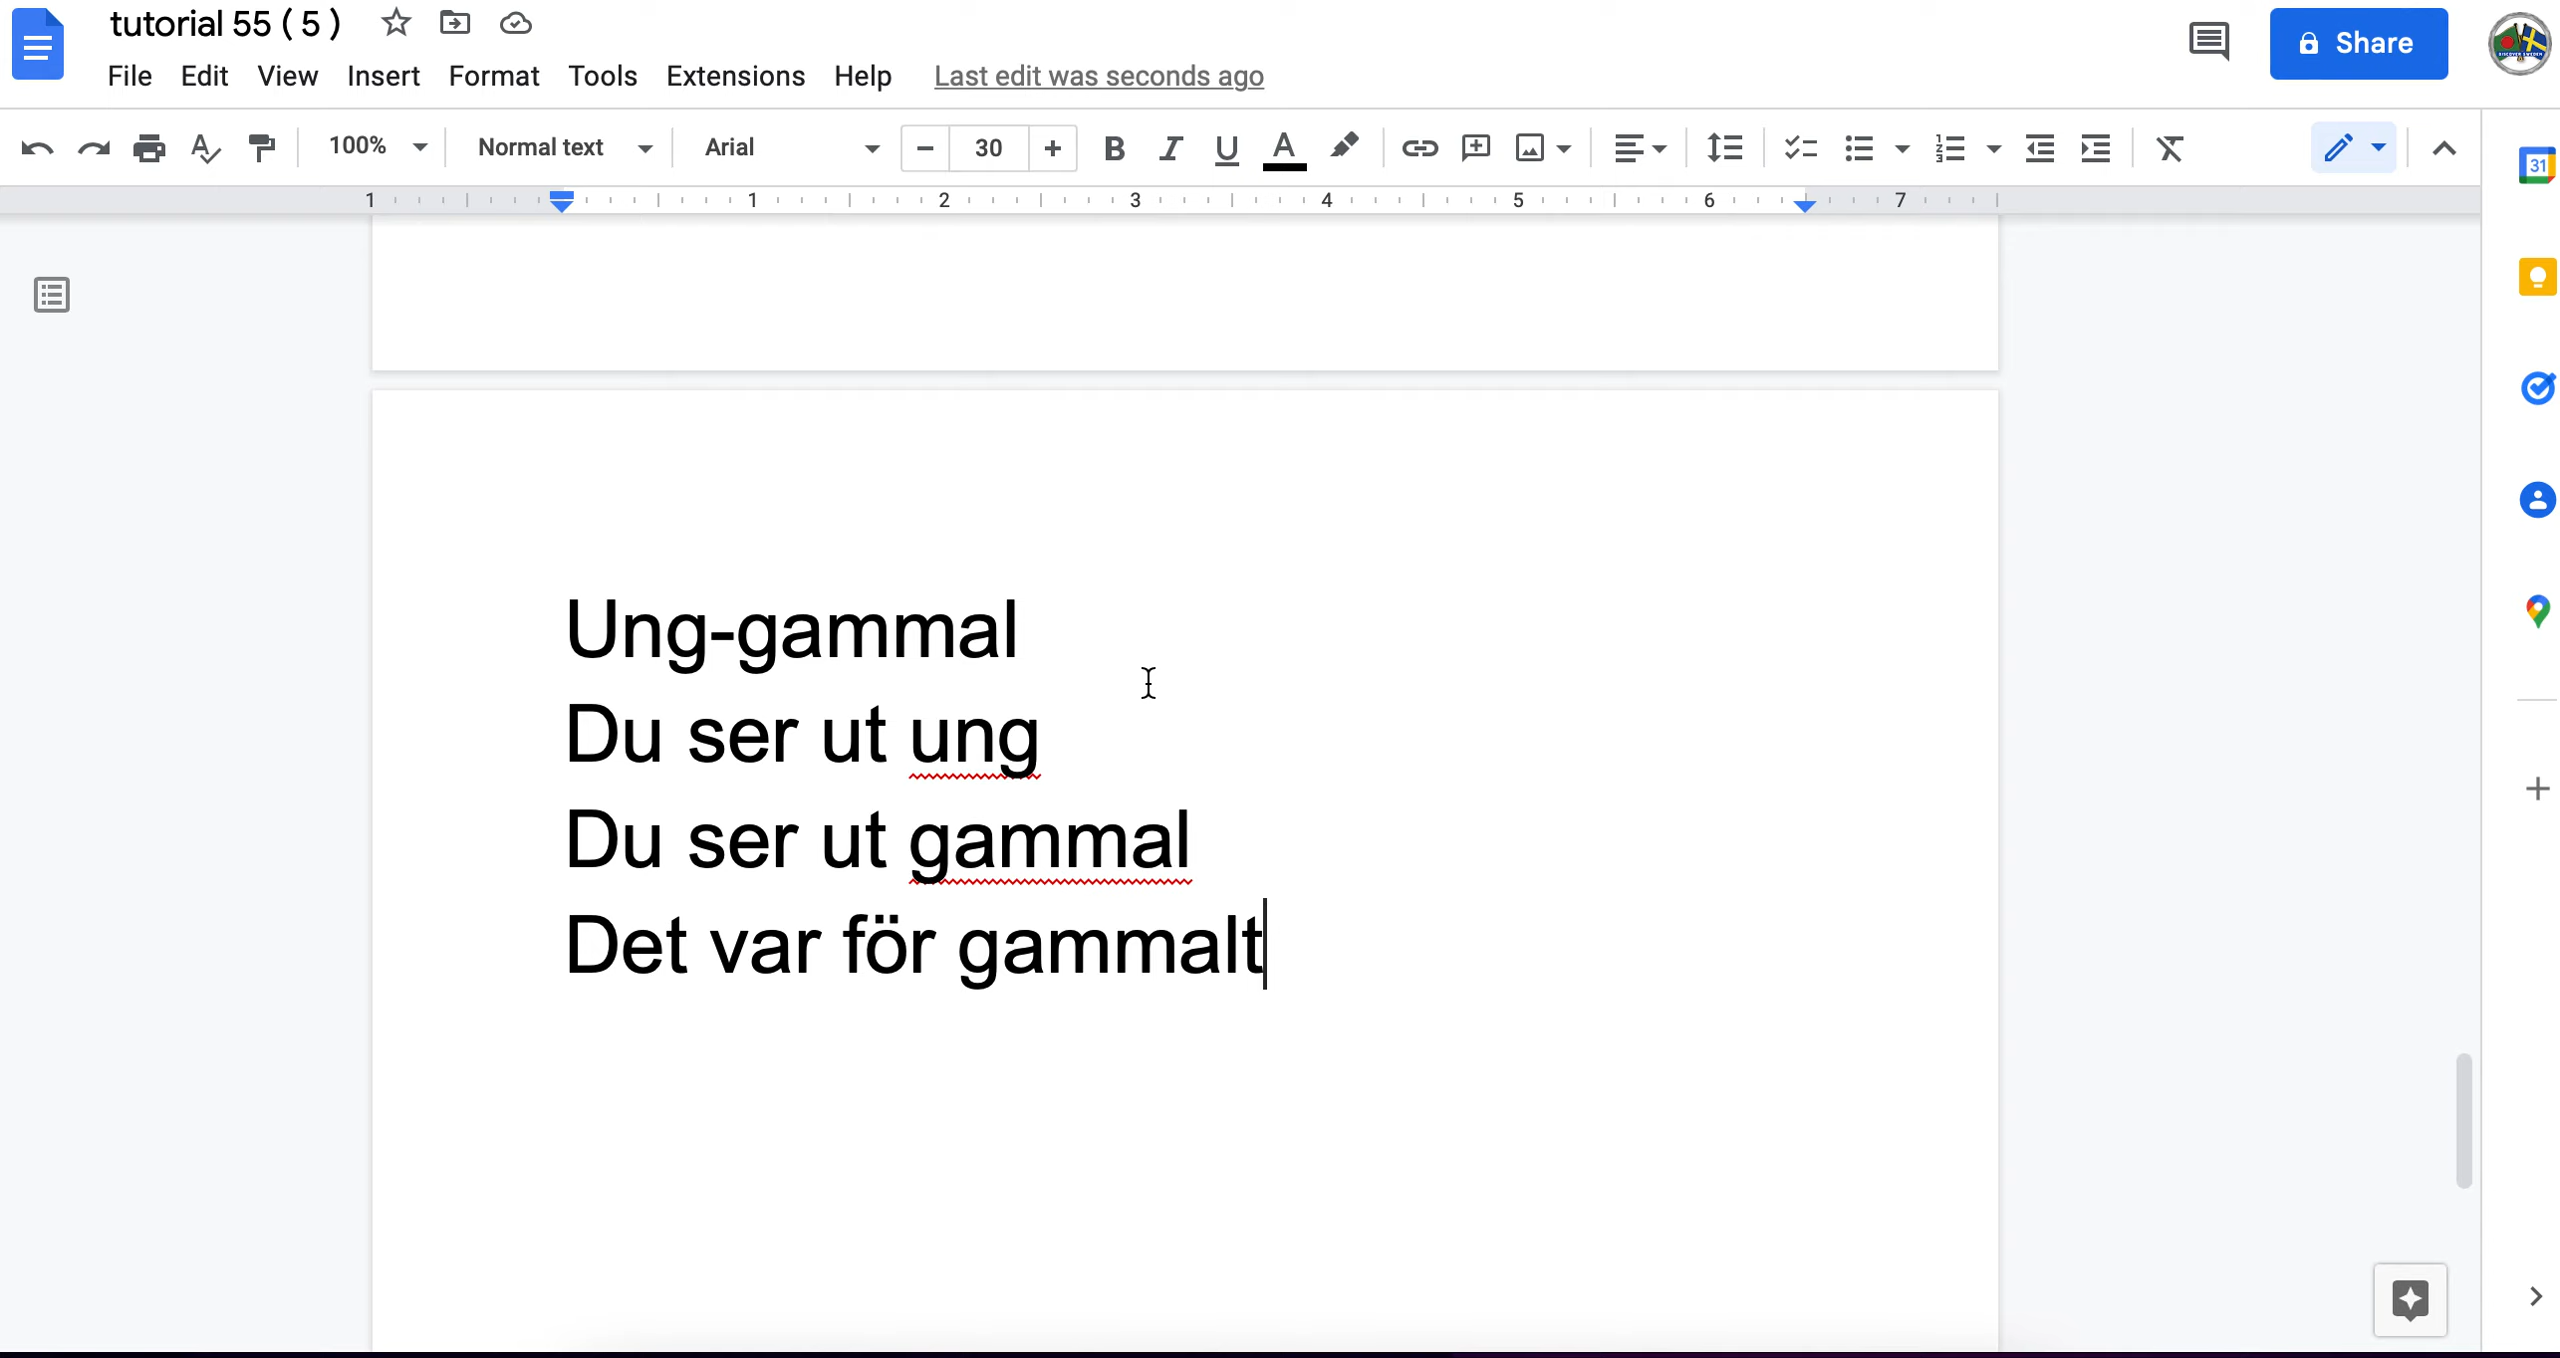 tutorial 55 ( 5 )
File Edit View Insert Format Tools Extensions Help Last edit was seconds ago
Share
100% Normal text Arial 30
1 1 2 3 4 5 6 7
31
Ung-gammal
Du ser ut ung
Du ser ut gammal
Det var för gammalt